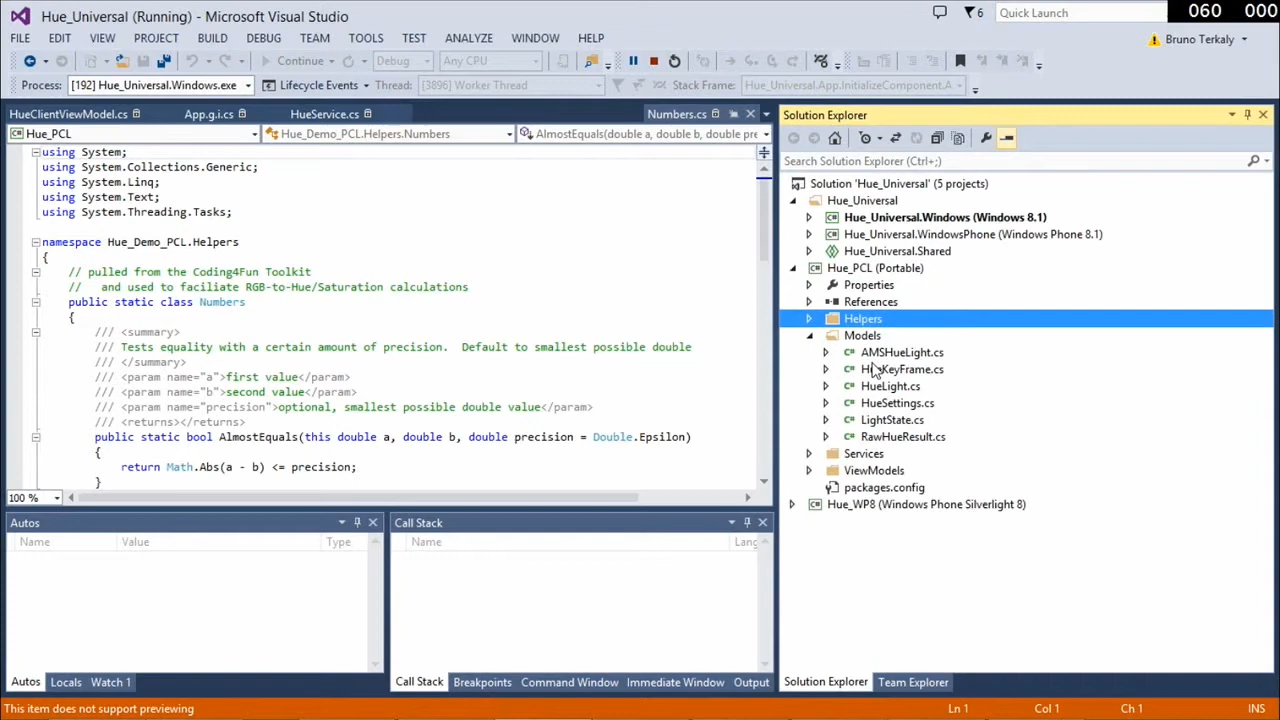 Hue_Universal (Running) - Microsoft Visual Studio
6
Quick Launch
060 000
FILE EDIT VIEW PROJECT BUILD DEBUG TEAM TOOLS TEST ANALYZE WINDOW HELP
Bruno Terkaly
Continue Debug Any CPU
Process: [192] Hue_Universal.Windows.exe Lifecycle Events Thread: [3896] Worker Thread Stack Frame: Hue_Universal.App.InitializeComponent.A
HueClientViewModel.cs App.g.i.cs HueService.cs Numbers.cs
Hue_PCL Hue_Demo_PCL.Helpers.Numbers AlmostEquals(double a, double b, double pre
using System;
using System.Collections.Generic;
using System.Linq;
using System.Text;
using System.Threading.Tasks;
namespace Hue_Demo_PCL.Helpers
{
// pulled from the Coding4Fun Toolkit
// and used to faciliate RGB-to-Hue/Saturation calculations
public static class Numbers
{
/// <summary>
/// Tests equality with a certain amount of precision. Default to smallest possible double
/// </summary>
/// <param name="a">first value</param>
/// <param name="b">second value</param>
/// <param name="precision">optional, smallest possible double value</param>
/// <returns></returns>
public static bool AlmostEquals(this double a, double b, double precision = Double.Epsilon)
{
return Math.Abs(a - b) <= precision;
}
100 %
Solution Explorer
Search Solution Explorer (Ctrl+;)
Solution 'Hue_Universal' (5 projects)
Hue_Universal
Hue_Universal.Windows (Windows 8.1)
Hue_Universal.WindowsPhone (Windows Phone 8.1)
Hue_Universal.Shared
Hue_PCL (Portable)
Properties
References
Helpers
Models
AMSHueLight.cs
HueKeyFrame.cs
HueLight.cs
HueSettings.cs
LightState.cs
RawHueResult.cs
Services
ViewModels
packages.config
Hue_WP8 (Windows Phone Silverlight 8)
Autos
Name Value Type
Call Stack
Name Lang
Autos Locals Watch 1
Call Stack Breakpoints Command Window Immediate Window Output
Solution Explorer Team Explorer
This item does not support previewing
Ln 1 Col 1 Ch 1 INS